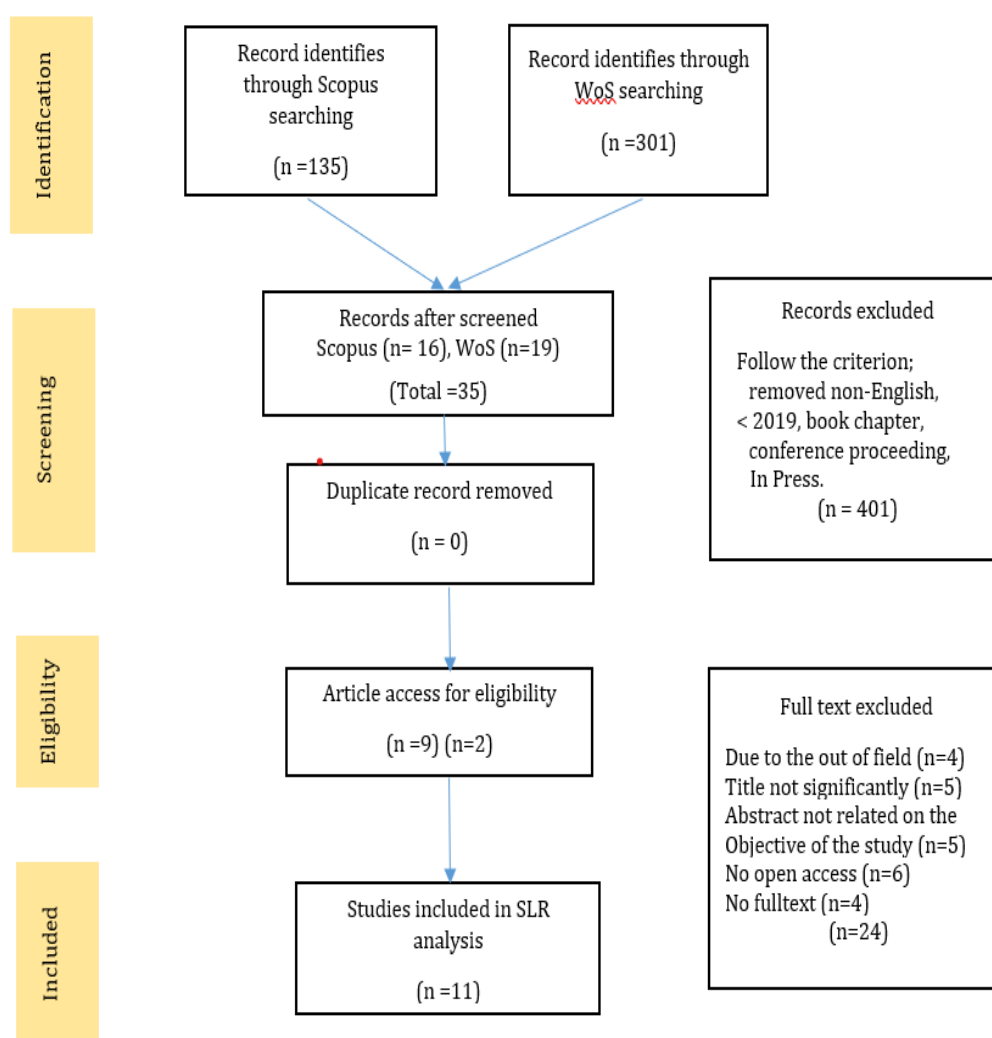 Identification
Record identifies
through Scopus
searching
(n =135)
Record identifies through
WoS searching
(n =301)
Screening
Records after screened
Scopus (n= 16), WoS (n=19)
(Total =35)
Records excluded
Follow the criterion;
removed non-English,
< 2019, book chapter,
conference proceeding,
In Press.
(n = 401)
Duplicate record removed
(n = 0)
Eligibility
Article access for eligibility
(n =9) (n=2)
Full text excluded
Due to the out of field (n=4)
Title not significantly (n=5)
Abstract not related on the
Objective of the study (n=5)
No open access (n=6)
No fulltext (n=4)
(n=24)
Included
Studies included in SLR
analysis
(n =11)